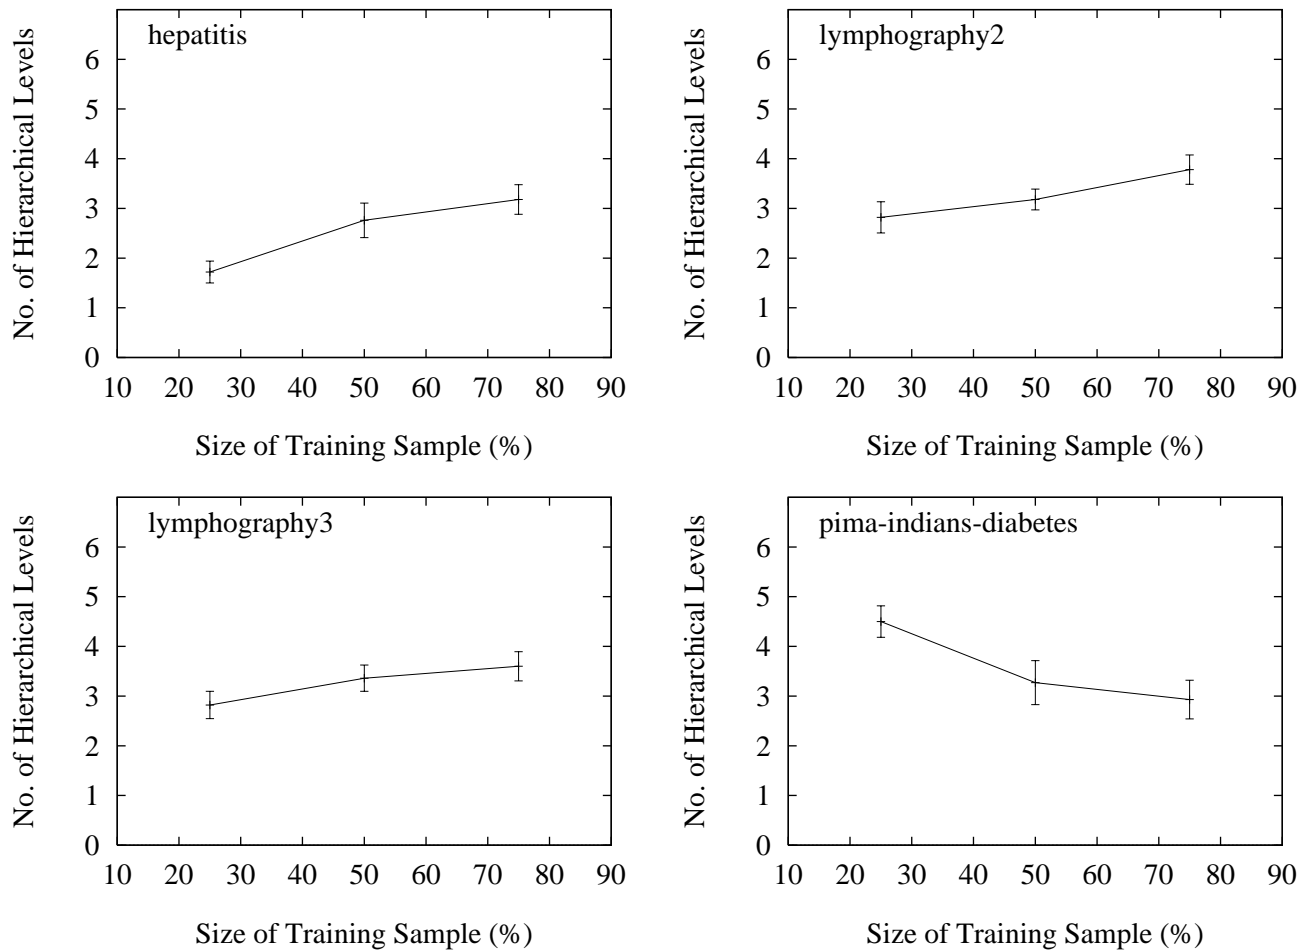 hepatitis
No. of Hierarchical Levels
6
5
4
3
2
1
0
10 20 30 40 50 60 70 80 90
Size of Training Sample (%)
lymphography2
No. of Hierarchical Levels
6
5
4
3
2
1
0
10 20 30 40 50 60 70 80 90
Size of Training Sample (%)
lymphography3
No. of Hierarchical Levels
6
5
4
3
2
1
0
10 20 30 40 50 60 70 80 90
Size of Training Sample (%)
pima-indians-diabetes
No. of Hierarchical Levels
6
5
4
3
2
1
0
10 20 30 40 50 60 70 80 90
Size of Training Sample (%)